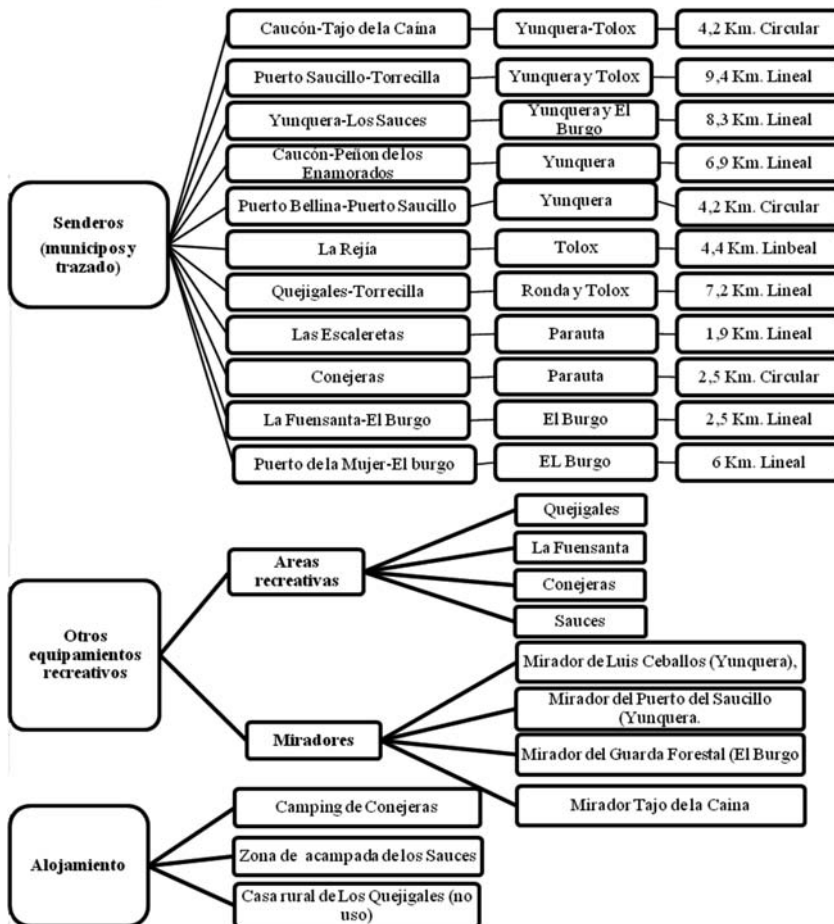 Caucón-Tajo de la Caína
Yunquera-Tolox
4,2 Km. Circular
Puerto Saucillo-Torrecilla
Yunquera y Tolox
9,4 Km. Lineal
Yunquera-Los Sauces
Yunquera y El
Burgo
8,3 Km. Lineal
Caucón-Peñon de los
Enamorados
Yunquera
6,9 Km. Lineal
Senderos
(municipos y
trazado)
Puerto Bellina-Puerto Saucillo
Yunquera
4,2 Km. Circular
La Rejía
Tolox
4,4 Km. Linbeal
Quejigales-Torrecilla
Ronda y Tolox
7,2 Km. Lineal
Las Escaleretas
Parauta
1,9 Km. Lineal
Conejeras
Parauta
2,5 Km. Circular
La Fuensanta-El Burgo
El Burgo
2,5 Km. Lineal
Puerto de la Mujer-El burgo
EL Burgo
6 Km. Lineal
Otros
equipamientos
recreativos
Areas
recreativas
Quejigales
La Fuensanta
Conejeras
Sauces
Miradores
Mirador de Luis Ceballos (Yunquera),
Mirador del Puerto del Saucillo
(Yunquera.
Mirador del Guarda Forestal (El Burgo
Mirador Tajo de la Caina
Alojamiento
Camping de Conejeras
Zona de acampada de los Sauces
Casa rural de Los Quejigales (no
uso)